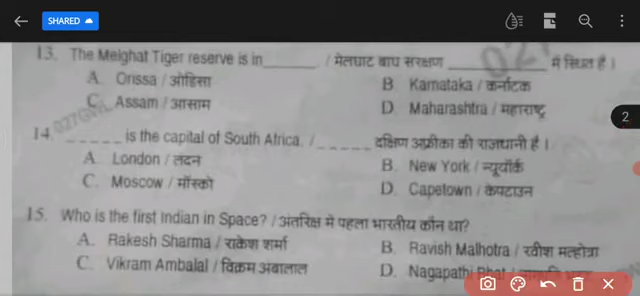 SHARED
13. The Melghat Tiger reserve is in______ / मेलघाट बाघ संरक्षण ______ में स्थित है।
A. Orissa / ओडिसा
B. Karnataka / कर्नाटक
C. Assam / आसाम
D. Maharashtra / महाराष्ट्र
2
14. ______is the capital of South Africa. /______ दक्षिण अफ्रीका की राजधानी है।
A. London / लंदन
B. New York / न्यूयॉर्क
C. Moscow / मॉस्को
D. Capetown / केपटाउन
15. Who is the first Indian in Space? / अंतरिक्ष में पहला भारतीय कौन था?
A. Rakesh Sharma / राकेश शर्मा
B. Ravish Malhotra / रवीश मल्होत्रा
C. Vikram Ambalal / विक्रम अंबालाल
D. Nagapathi Bhat /